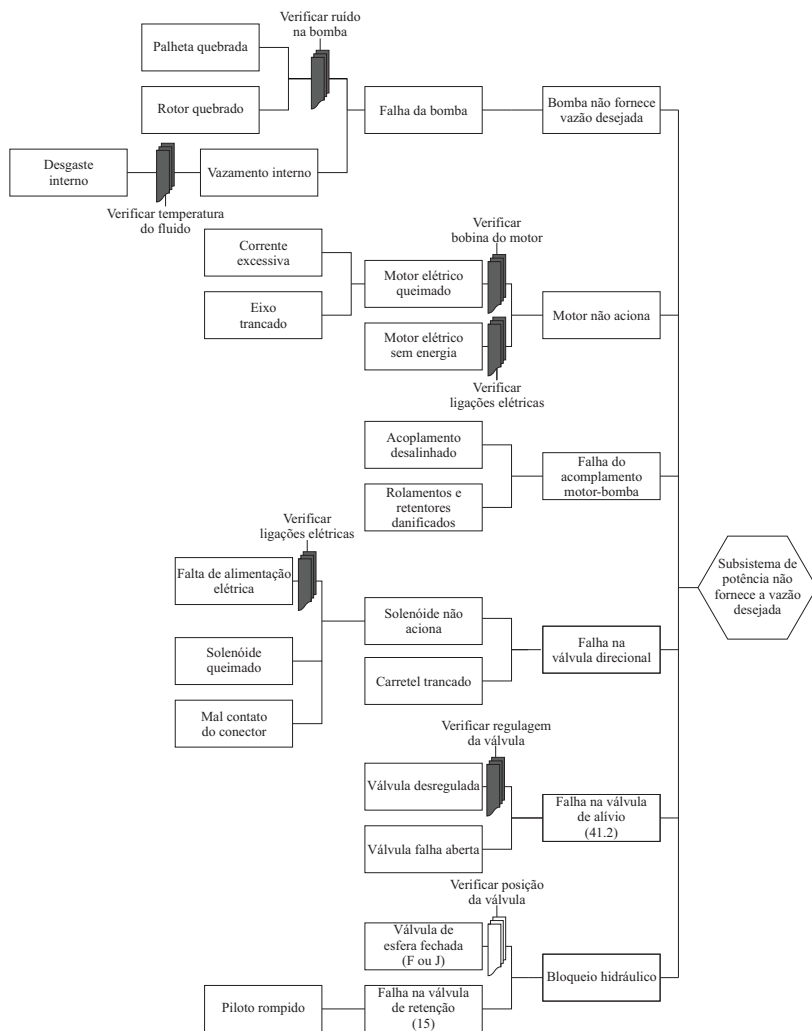 Verificar ruído
na bomba
Palheta quebrada
Rotor quebrado
Falha da bomba
Bomba não fornece
vazão desejada
Desgaste
interno
Vazamento interno
Verificar temperatura
do fluido
Verificar
bobina do motor
Corrente
excessiva
Motor elétrico
queimado
Eixo
trancado
Motor não aciona
Motor elétrico
sem energia
Verificar
ligações elétricas
Acoplamento
desalinhado
Falha do
acomplamento
motor-bomba
Rolamentos e
retentores
danificados
Verificar
ligações elétricas
Falta de alimentação
elétrica
Subsistema de
potência não
fornece a vazão
desejada
Solenóide não
aciona
Solenóide
queimado
Falha na
válvula direcional
Carretel trancado
Mal contato
do conector
Verificar regulagem
da válvula
Válvula desregulada
Falha na válvula
de alívio
(41.2)
Válvula falha aberta
Verificar posição
da válvula
Válvula de
esfera fechada
(F ou J)
Bloqueio hidráulico
Piloto rompido
Falha na válvula
de retenção
(15)